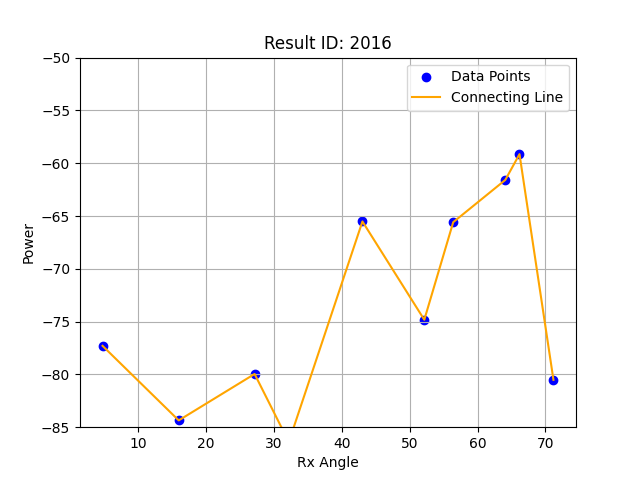 Result ID: 2016
Data Points
Connecting Line
−50
−55
−60
−65
−70
−75
−80
−85
Power
10 20 30 40 50 60 70
Rx Angle